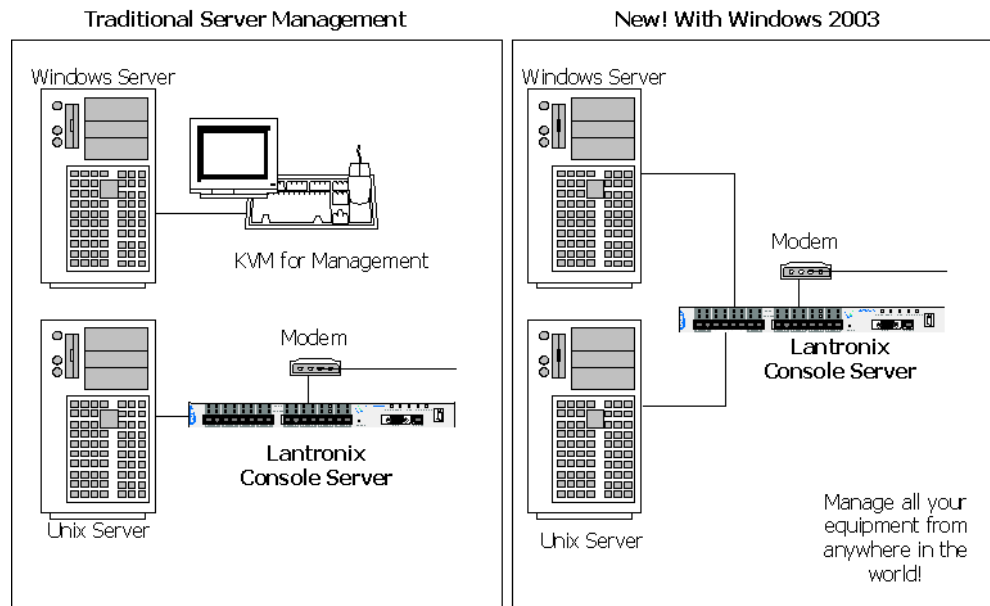 Traditional Server Management
New! With Windows 2003
Windows Server
KVM for Management
Modem
Lantronix
Console Server
Unix Server
Windows Server
Modem
Lantronix
Console Server
Unix Server
Manage all your
equipment from
anywhere in the
world!